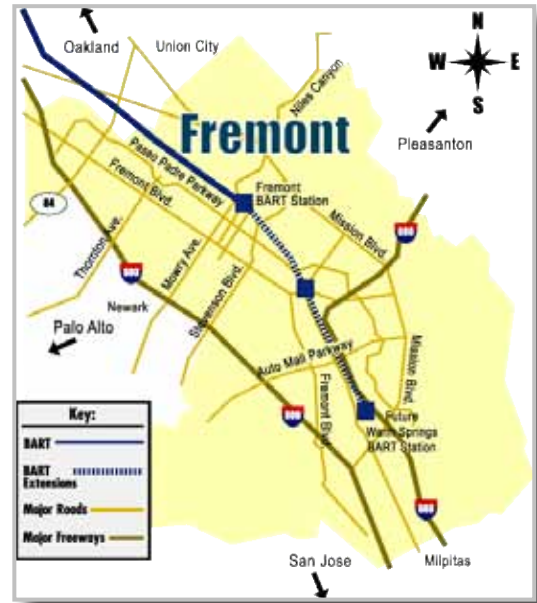 N
Oakland
Union City
W
E
S
Niles Canyon
Pleasanton
Fremont
Paseo Padre Parkway
Fremont Blvd.
Fremont
BART Station
84
Mission Blvd.
680
Thornton Ave.
Mowry Ave.
Stevenson Blvd.
880
Newark
Palo Alto
Auto Mall Parkway
Mission Blvd.
Fremont Blvd.
Key:
BART
BART
Extensions
Major Roads
Major Freeways
880
Future
Warm Springs
BART Station
680
San Jose
Milpitas